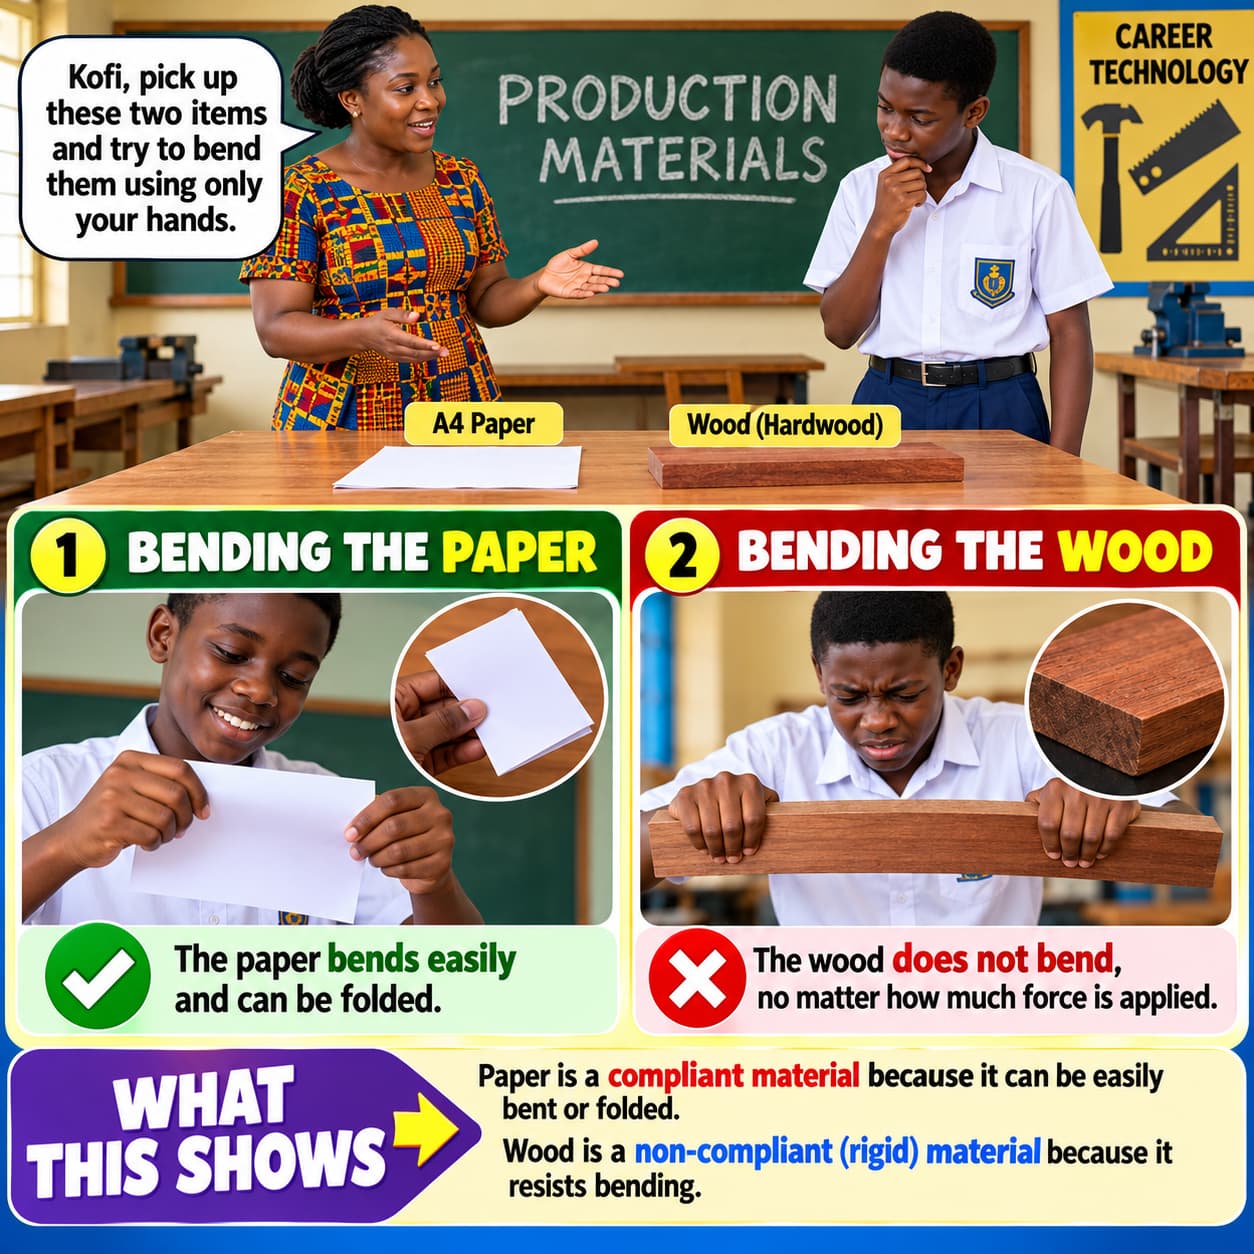 Kofi, pick up
these two items
and try to bend
them using only
your hands.
PRODUCTION
MATERIALS
CAREER
TECHNOLOGY
A4 Paper
Wood (Hardwood)
1 BENDING THE PAPER
2 BENDING THE WOOD
The paper bends easily
and can be folded.
The wood does not bend,
no matter how much force is applied.
WHAT
THIS SHOWS
Paper is a compliant material because it can be easily
bent or folded.
Wood is a non-compliant (rigid) material because it
resists bending.